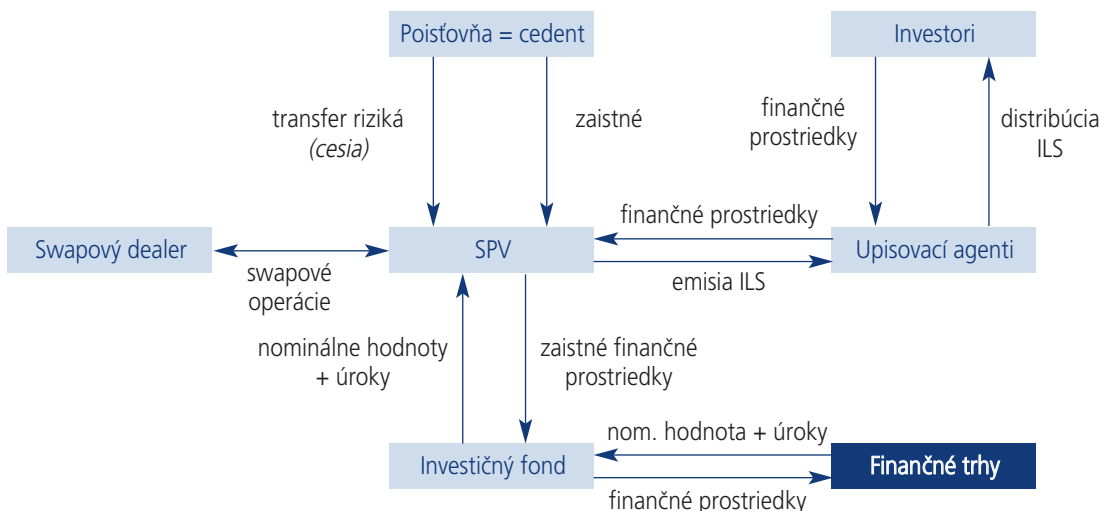 Poisťovňa = cedent
Investori
transfer riziká
(cesia)
zaistné
finančné
prostriedky
distribúcia
ILS
finančné prostriedky
Swapový dealer
SPV
Upisovací agenti
swapové
operácie
emisia ILS
nominálne hodnoty
+ úroky
zaistné finančné
prostriedky
nom. hodnota + úroky
Investičný fond
Finančné trhy
finančné prostriedky